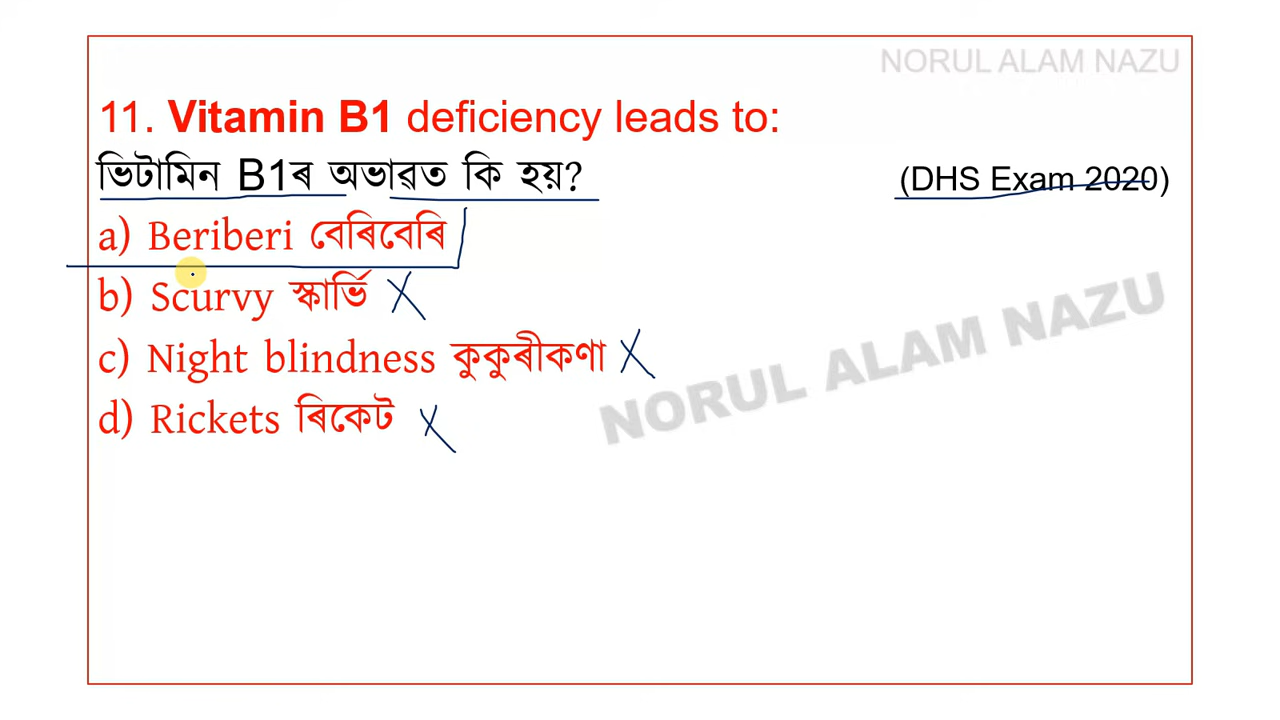 NORUL ALAM NAZU
11. Vitamin B1 deficiency leads to:
ভিটামিন B1ৰ অভাৱত কি হয়?
(DHS Exam 2020)
a) Beriberi বেৰিবেৰি
b) Scurvy স্কাৰ্ভি
c) Night blindness কুকুৰীকণা
d) Rickets ৰিকেট
NORUL ALAM NAZU